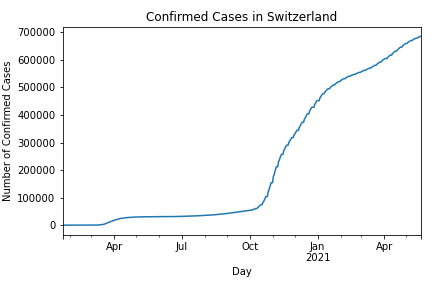 Confirmed Cases in Switzerland
700000
600000
500000
400000
300000
200000
100000
0
Number of Confirmed Cases
Apr Jul Oct Jan Apr
2021
Day